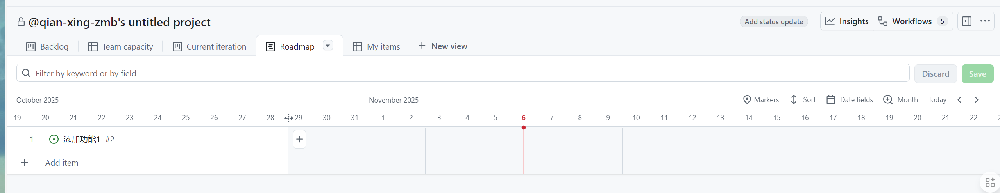 @qian-xing-zmb's untitled project
Add status update
Insights
Workflows 5
Backlog
Team capacity
Current iteration
Roadmap
My items
New view
Filter by keyword or by field
Discard
Save
October 2025
November 2025
Markers
Sort
Date fields
Month
Today
19 20 21 22 23 24 25 26 27 28 29 30 31 1 2 3 4 5 6 7 8 9 10 11 12 13 14 15 16 17 18 19 20 21 22
1 添加功能1 #2
Add item